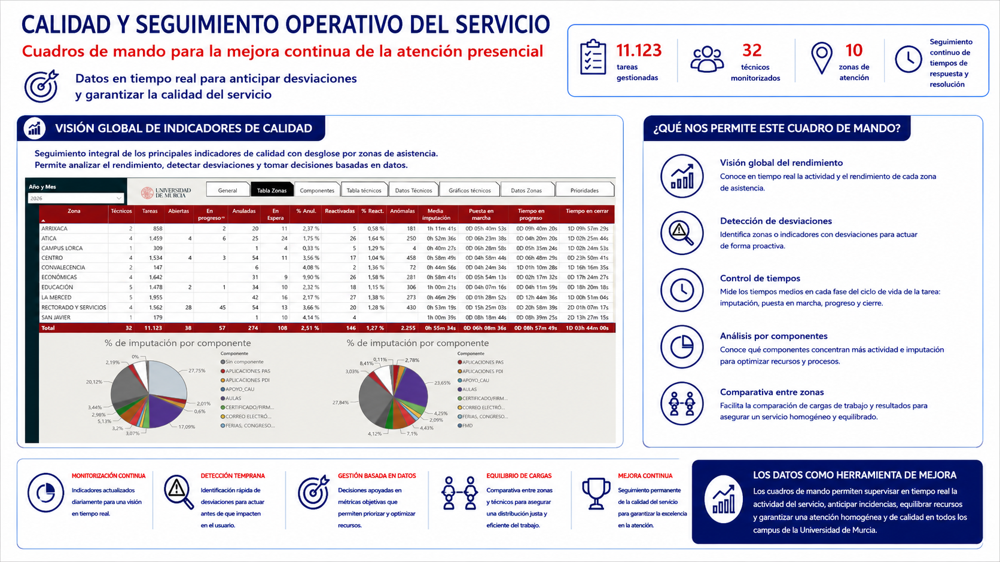 CALIDAD Y SEGUIMIENTO OPERATIVO DEL SERVICIO
Cuadros de mando para la mejora continua de la atención presencial
Datos en tiempo real para anticipar desviaciones
y garantizar la calidad del servicio
11.123
tareas
gestionadas
32
técnicos
monitorizados
10
zonas de
atención
Seguimiento
continuo de
tiempos de
respuesta y
resolución
VISIÓN GLOBAL DE INDICADORES DE CALIDAD
Seguimiento integral de los principales indicadores de calidad con desglose por zonas de asistencia.
Permite analizar el rendimiento, detectar desviaciones y tomar decisiones basadas en datos.
Año y Mes
2026
UNIVERSIDAD
DE MURCIA
General Tabla Zonas Componentes Tabla técnicos Datos Técnicos Gráficos técnicos Datos Zonas Prioridades
Zona Técnicos Tareas Abiertas En progreso Anuladas En Espera % Anul. Reactivadas % React. Anómalas Media imputación Puesta en marcha Tiempo en progreso Tiempo en cerrar
ARRIXACA 2 858 2 20 11 2,37 % 5 0,58 % 181 1h 11m 41s 0D 05h 40m 53s 0D 09h 40m 20s 1D 09h 57m 29s
ATICA 4 1.459 4 6 25 24 1,75 % 26 1,64 % 250 0h 52m 36s 0D 06h 23m 38s 0D 04h 20m 20s 1D 02h 25m 44s
CAMPUS LORCA 1 309 1 4 0,33 % 5 1,29 % 4 0h 40m 27s 0D 06h 28m 58s 0D 05h 35m 24s 1D 02h 24m 53s
CENTRO 4 1,534 4 3 54 11 3,56 % 17 1,04 % 458 0h 58m 49s 0D 04h 58m 44s 0D 06h 48m 29s 0D 23h 50m 41s
CONVALECENCIA 2 147 6 4,08 % 2 1,36 % 72 0h 44m 56s 0D 04h 24m 34s 1D 01h 10m 28s 1D 16h 16m 35s
ECONÓMICAS 4 1,642 31 9 9,90 % 26 1,58 % 281 0h 58m 41s 0D 05h 54m 13s 0D 02h 17m 32s 0D 17h 24m 27s
EDUCACIÓN 5 1.478 2 1 34 10 2,32 % 18 1,15 % 306 1h 00m 21s 0D 04h 07m 16s 0D 04h 11m 59s 0D 18h 20m 18s
LA MERCED 5 1,955 42 16 2,17 % 27 1,38 % 273 0h 46m 29s 0D 01h 28m 52s 0D 12h 44m 36s 1D 00h 51m 04s
RECTORADO Y SERVICIOS 4 1.562 28 45 54 13 3,66 % 20 1,28 % 430 0h 53m 19s 0D 15h 25m 03s 0D 20h 58m 39s 2D 01h 07m 17s
SAN JAVIER 1 179 1 10 4,14 % 4 1h 00m 39s 0D 08h 18m 44s 0D 08h 39m 25s 2D 13h 27m 15s
Total 32 11.123 38 57 274 108 2,51 % 146 1,27 % 2.255 0h 55m 34s 0D 06h 08m 36s 0D 08h 57m 49s 1D 03h 44m 00s
% de imputación por componente
0%
2,19%
27,75%
20,12%
3,44%
2,98%
5,13%
3,2%
3,07%
17,09%
0,6%
2,01%
Componente
Sin componente
APLICACIONES PAS
APLICACIONES PDI
APOYO_CAU
AULAS
CERTIFICADO/FIRM...
CORREO ELECTRÓ...
FERIAS, CONGRESO...
% de imputación por componente
0,11%
2,78%
8,41%
3,03%
23,65%
27,84%
4,25%
2,09%
4,43%
7,1%
4,12%
Componente
APLICACIONES PAS
APLICACIONES PDI
APOYO_CAU
AULAS
CERTIFICADO/FIRM...
CORREO ELECTRÓ...
FERIAS, CONGRESO...
FMD
¿QUÉ NOS PERMITE ESTE CUADRO DE MANDO?
Visión global del rendimiento
Conoce en tiempo real la actividad y el rendimiento de cada zona
de asistencia.
Detección de desviaciones
Identifica zonas o indicadores con desviaciones para actuar
de forma proactiva.
Control de tiempos
Mide los tiempos medios en cada fase del ciclo de vida de la tarea:
imputación, puesta en marcha, progreso y cierre.
Análisis por componentes
Conoce qué componentes concentran más actividad e imputación
para optimizar recursos y procesos.
Comparativa entre zonas
Facilita la comparación de cargas de trabajo y resultados para
asegurar un servicio homogéneo y equilibrado.
MONITORIZACIÓN CONTINUA
Indicadores actualizados
diariamente para una visión
en tiempo real.
DETECCIÓN TEMPRANA
Identificación rápida de
desviaciones para actuar
antes de que impacten
en el usuario.
GESTIÓN BASADA EN DATOS
Decisiones apoyadas en
métricas objetivas que
permiten priorizar y optimizar
recursos.
EQUILIBRIO DE CARGAS
Comparativa entre zonas
y técnicos para asegurar
una distribución justa y
eficiente del trabajo.
MEJORA CONTINUA
Seguimiento permanente
de la calidad del servicio
para garantizar la excelencia
en la atención.
LOS DATOS COMO HERRAMIENTA DE MEJORA
Los cuadros de mando permiten supervisar en tiempo real la
actividad del servicio, anticipar incidencias, equilibrar recursos
y garantizar una atención homogénea y de calidad en todos los
campus de la Universidad de Murcia.